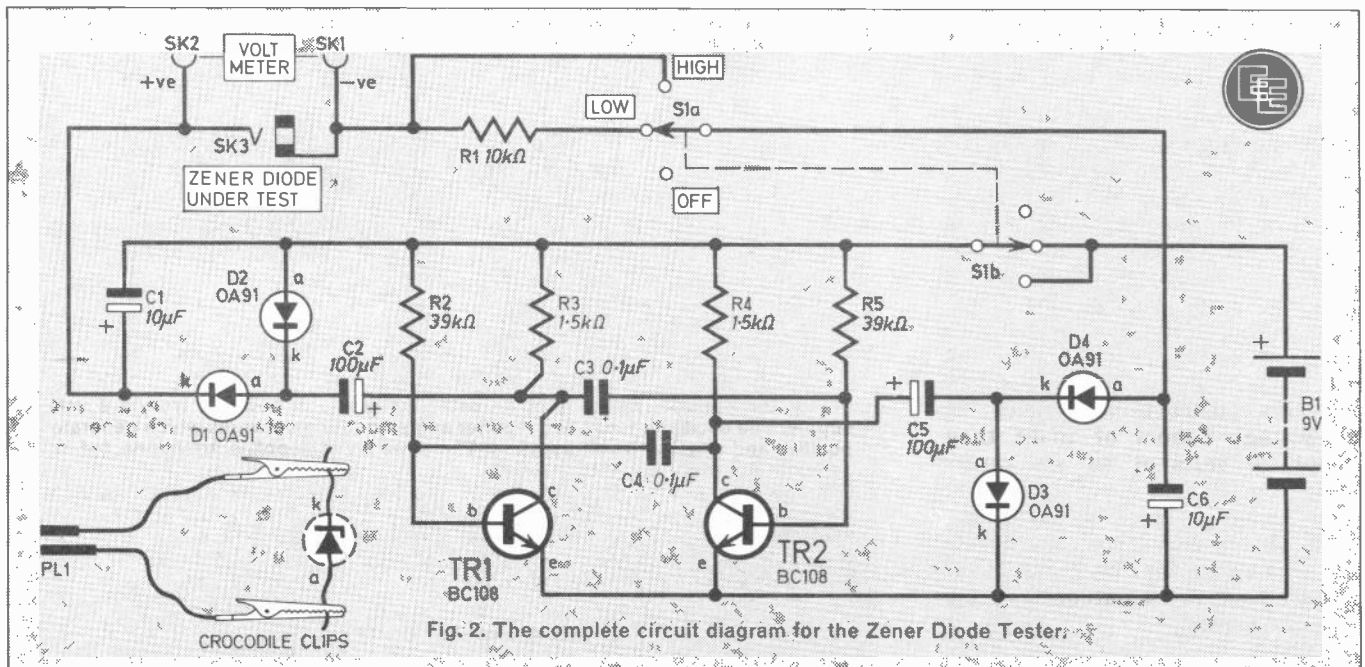 SK2
VOLT
METER
SK1
+ve
-ve
HIGH
LOW
S1a
SK3
R1 10kΩ
OFF
ZENER DIODE
UNDER TEST
EE
S1b
C1
10µF
+
D2
OA91
a
k
R2
39kΩ
R3
1·5kΩ
R4
1·5kΩ
R5
39kΩ
k
a
D1 OA91
C2
100µF
+
C3 0·1µF
C4 0·1µF
+
C5
100µF
D4
OA91
k
a
a
D3
OA91
k
C6
10µF
+
+
B1
9V
b
c
e
TR1
BC108
c
b
e
TR2
BC108
PL1
k
a
CROCODILE CLIPS
Fig. 2. The complete circuit diagram for the Zener Diode Tester.